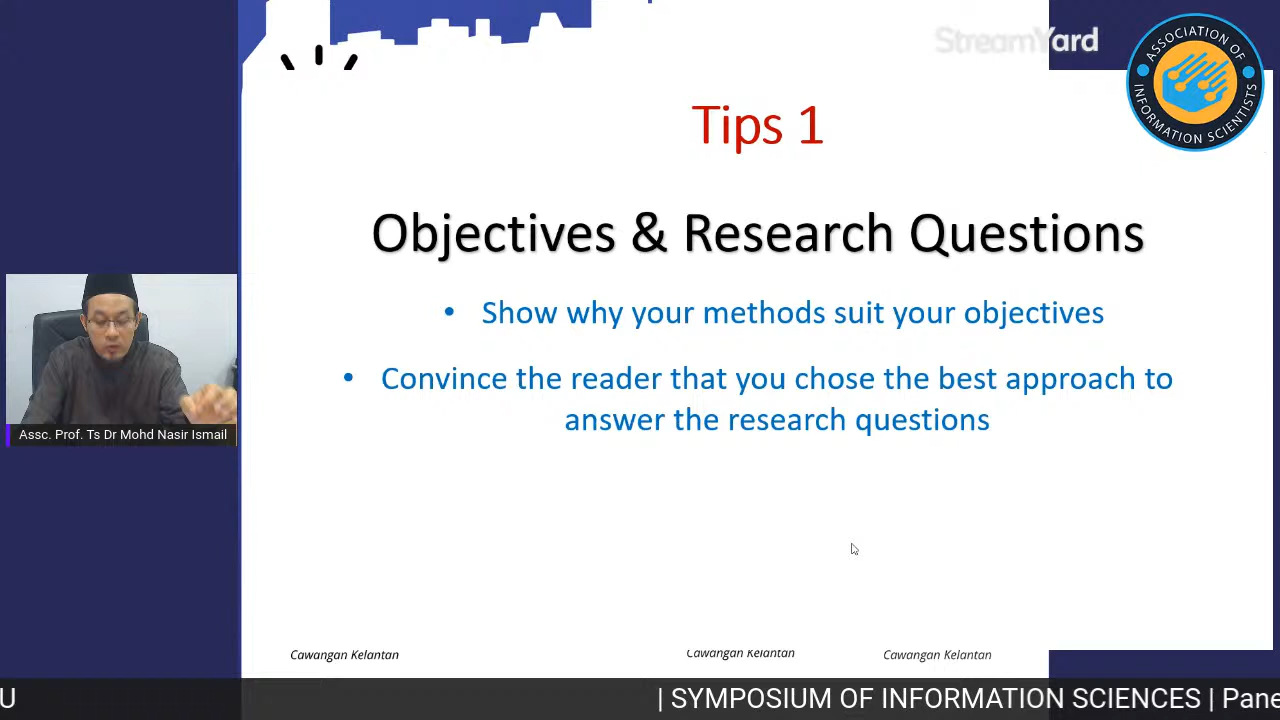 StreamYard
ASSOCIATION OF
INFORMATION SCIENTISTS
Tips 1
Objectives & Research Questions
• Show why your methods suit your objectives
• Convince the reader that you chose the best approach to
answer the research questions
Assc. Prof. Ts Dr Mohd Nasir Ismail
Cawangan Kelantan
Cawangan Kelantan
Cawangan Kelantan
U
| SYMPOSIUM OF INFORMATION SCIENCES | Pane